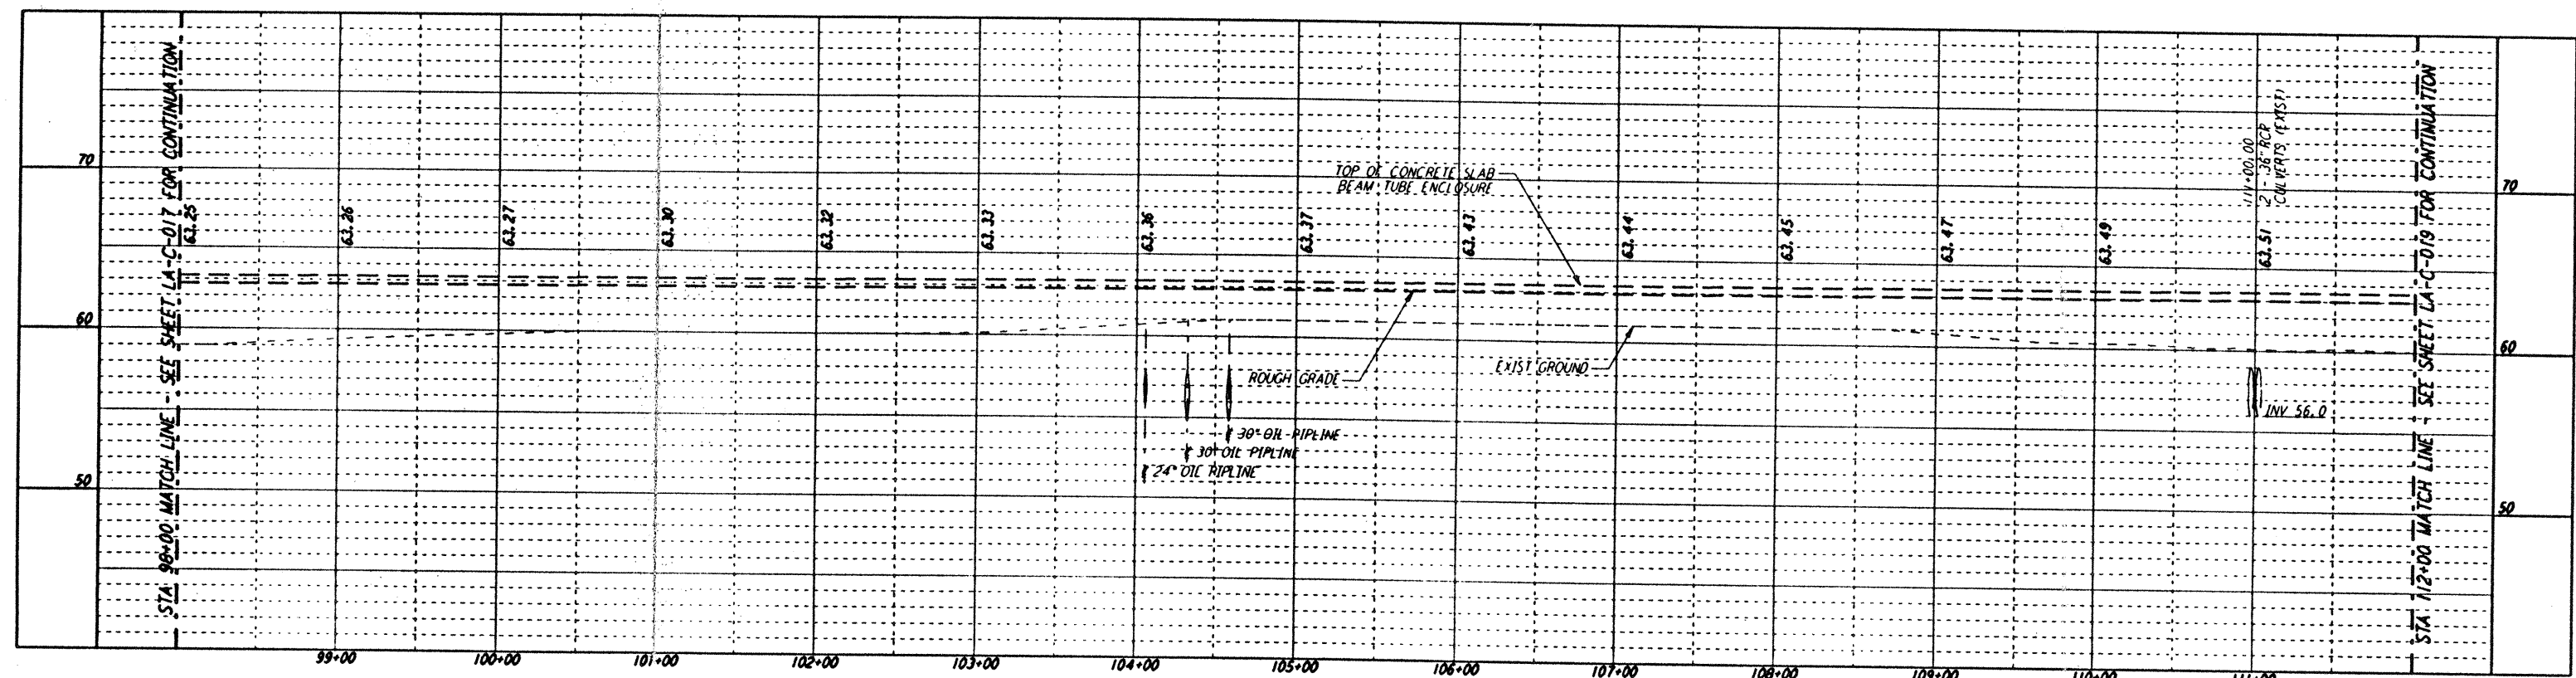 STA 98+00 MATCH LINE - SEE SHEET LA-C-017 FOR CONTINUATION
70
60
50
63.25
63.26
63.27
63.30
63.32
63.33
63.36
63.37
63.43
63.44
63.45
63.47
63.49
63.51
TOP OF CONCRETE SLAB
BEAM TUBE ENCLOSURE
ROUGH GRADE
EXIST GROUND
30" OIL PIPLINE
30" OIL PIPLINE
24" OIL PIPLINE
111+00.00
2 - 36" RCP
CULVERTS (EXIST)
INV 56.0
STA 112+00 MATCH LINE - SEE SHEET LA-C-019 FOR CONTINUATION
70
60
50
99+00
100+00
101+00
102+00
103+00
104+00
105+00
106+00
107+00
108+00
109+00
110+00
111+00